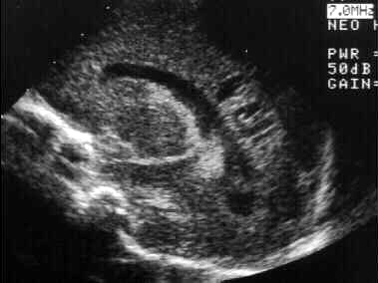 7.0MHz
NEO H
PWR =
50dB
GAIN=